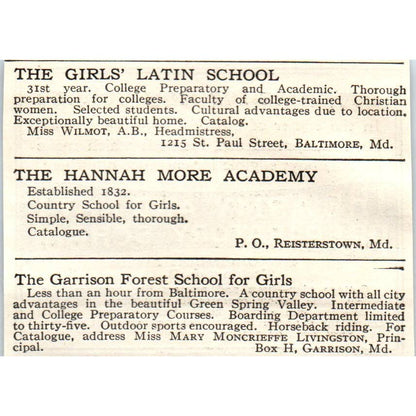 THE GIRLS' LATIN SCHOOL
31st year. College Preparatory and Academic. Thorough
preparation for colleges. Faculty of college-trained Christian
women. Selected students. Cultural advantages due to location.
Exceptionally beautiful home. Catalog.
Miss WILMOT, A.B., Headmistress,
1215 St. Paul Street, BALTIMORE, Md.
THE HANNAH MORE ACADEMY
Established 1832.
Country School for Girls.
Simple, Sensible, thorough.
Catalogue.
P. O., REISTERSTOWN, Md.
The Garrison Forest School for Girls
Less than an hour from Baltimore. A country school with all city
advantages in the beautiful Green Spring Valley. Intermediate
and College Preparatory Courses. Boarding Department limited
to thirty-five. Outdoor sports encouraged. Horseback riding. For
Catalogue, address Miss MARY MONCRIEFFE LIVINGSTON, Prin-
cipal. Box H, GARRISON, Md.